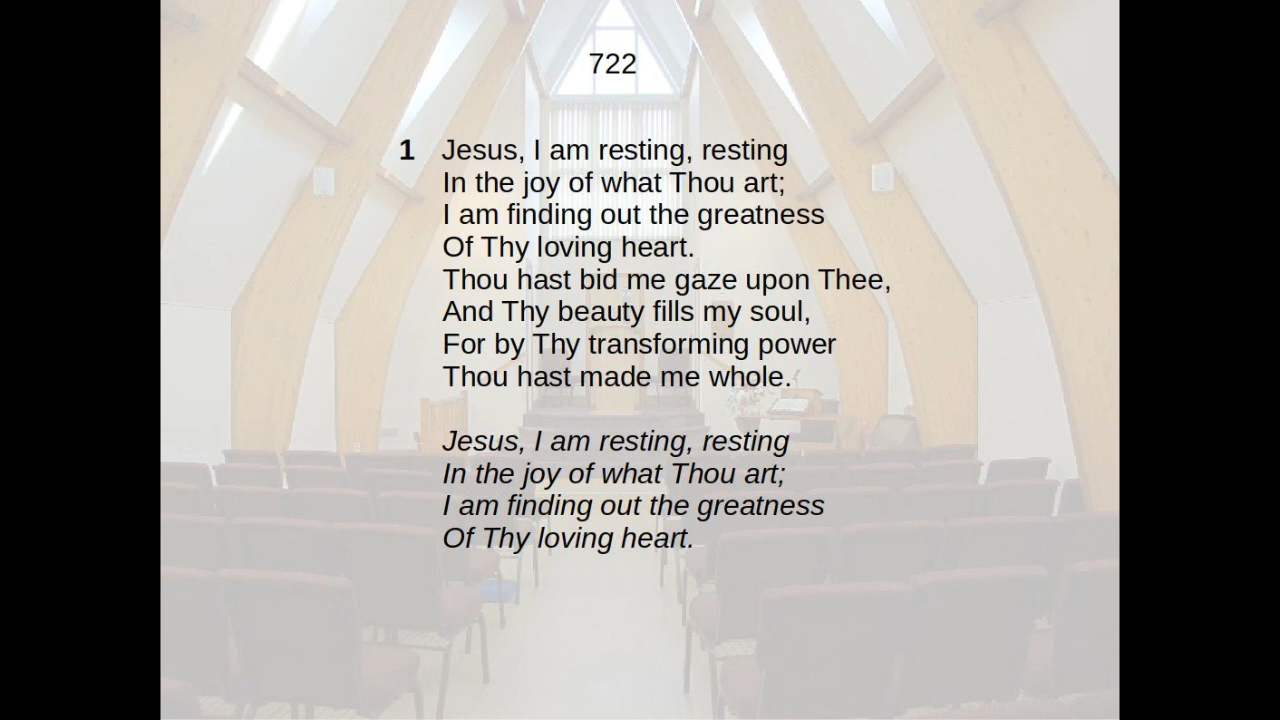 722
1 Jesus, I am resting, resting
In the joy of what Thou art;
I am finding out the greatness
Of Thy loving heart.
Thou hast bid me gaze upon Thee,
And Thy beauty fills my soul,
For by Thy transforming power
Thou hast made me whole.
Jesus, I am resting, resting
In the joy of what Thou art;
I am finding out the greatness
Of Thy loving heart.